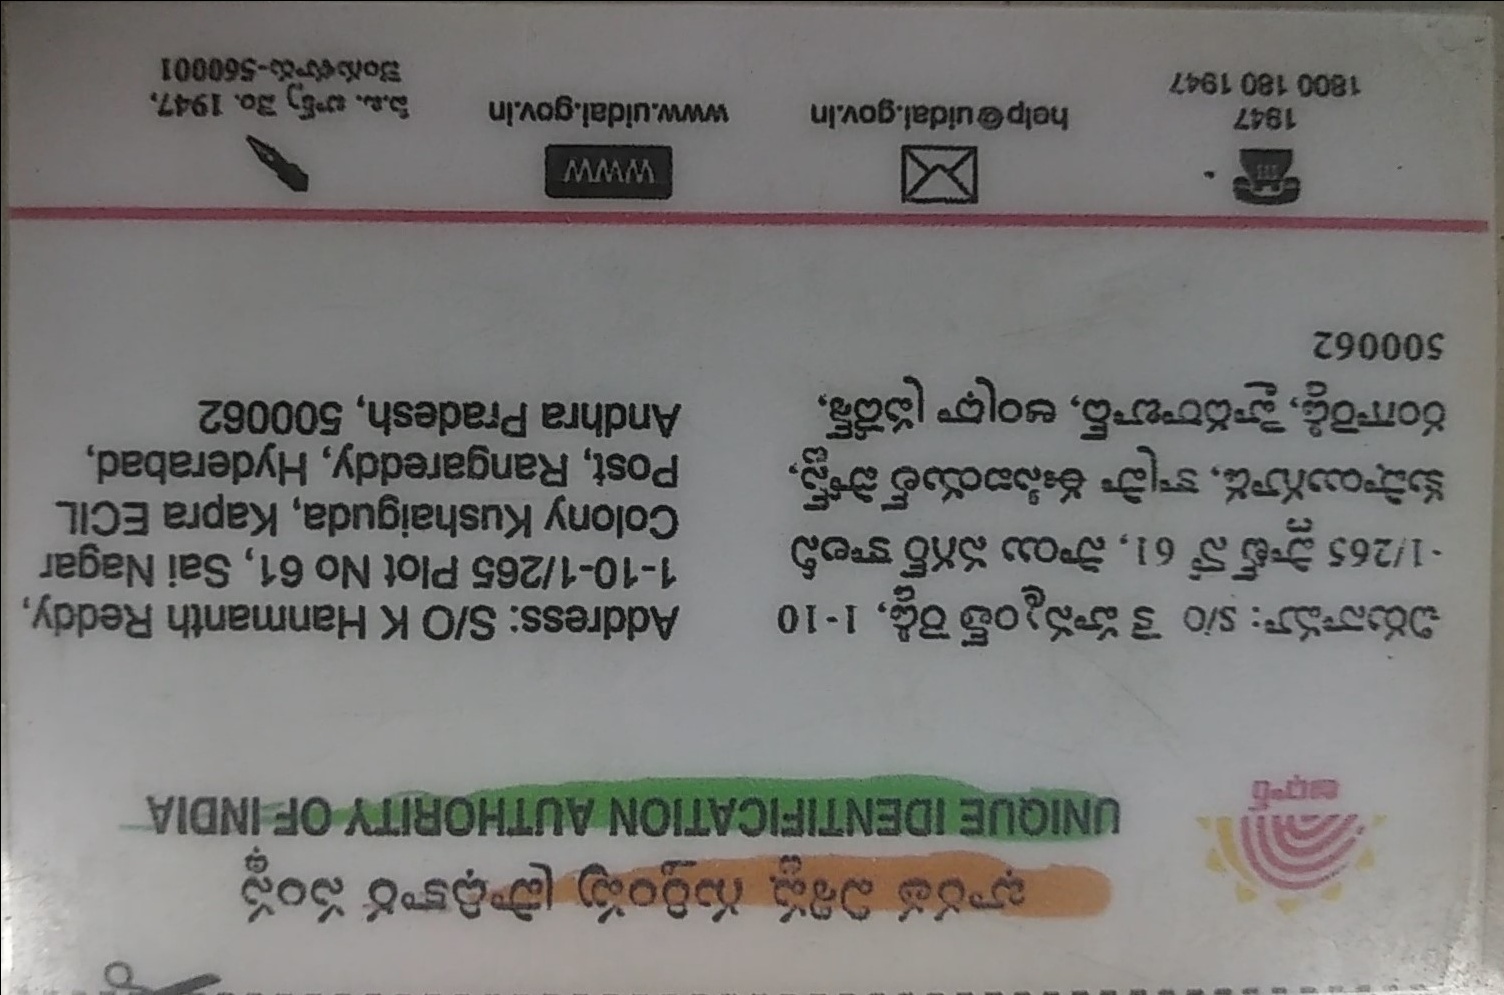 భారత విశిష్ట గుర్తింపు ప్రాధికార సంస్థ
UNIQUE IDENTIFICATION AUTHORITY OF INDIA
ఆధార్
చిరునామా: S/O కె హన్మంత్ రెడ్డి, 1-10
-1/265 ప్లాట్ నో 61, సాయి నగర్ కాలనీ
కుషాయిగూడ, కాప్రా ఈసిఐయల్ పోస్ట్,
రంగారెడ్డి, హైదరాబాద్, ఆంధ్రా ప్రదేశ్,
500062
Address: S/O K Hanmanth Reddy,
1-10-1/265 Plot No 61, Sai Nagar
Colony Kushaiguda, Kapra ECIL
Post, Rangareddy, Hyderabad,
Andhra Pradesh, 500062
1947
1800 180 1947
help@uidai.gov.in
WWW
www.uidai.gov.in
పి.బి. బాక్స్ నెం. 1947,
బెంగుళూరు-560001